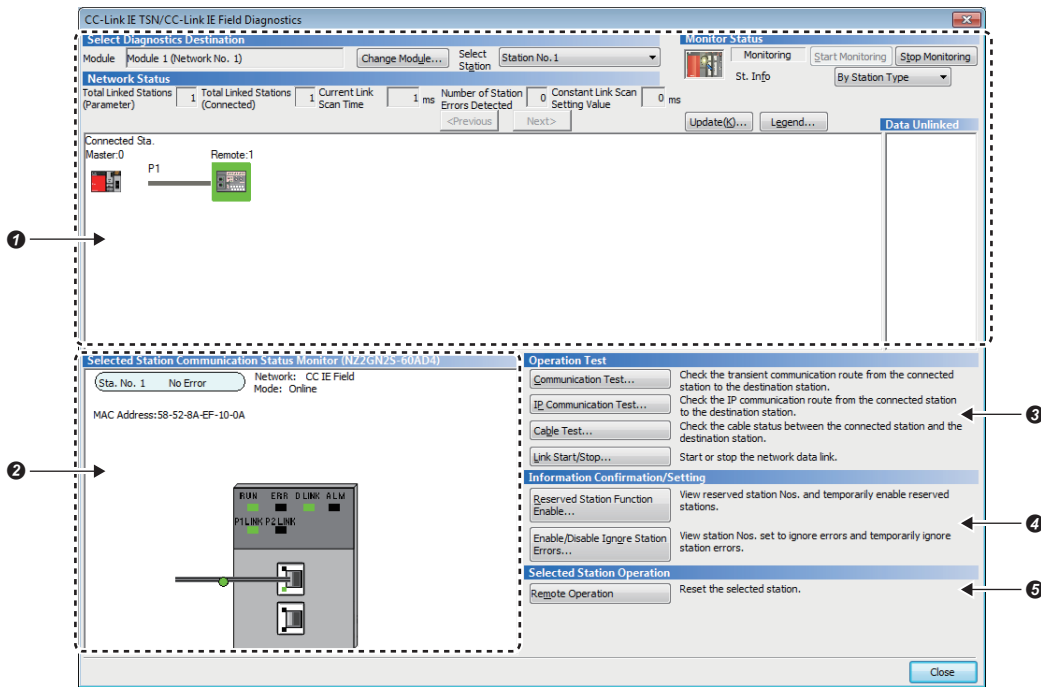 CC-Link IE TSN/CC-Link IE Field Diagnostics
Select Diagnostics Destination
Module Module 1 (Network No. 1) Change Module... Select Station Station No.1
Monitor Status
Monitoring Start Monitoring Stop Monitoring
St. Info By Station Type
Network Status
Total Linked Stations (Parameter) 1 Total Linked Stations (Connected) 1 Current Link Scan Time 1 ms Number of Station Errors Detected 0 Constant Link Scan Setting Value 0 ms
<Previous Next> Update(K)... Legend...
Data Unlinked
Connected Sta.
Master:0 Remote:1
P1
1
Selected Station Communication Status Monitor (NZ2GN2S-60AD4)
Sta. No. 1 No Error
Network: CC IE Field
Mode: Online
MAC Address:58-52-8A-EF-10-0A
2
RUN ERR D LINK ALM
P1 LINK P2 LINK
Operation Test
Communication Test... Check the transient communication route from the connected
station to the destination station.
IP Communication Test... Check the IP communication route from the connected station
to the destination station.
3
Cable Test... Check the cable status between the connected station and the
destination station.
Link Start/Stop... Start or stop the network data link.
Information Confirmation/Setting
Reserved Station Function
Enable...
View reserved station Nos. and temporarily enable reserved
stations.
4
Enable/Disable Ignore Station
Errors...
View station Nos. set to ignore errors and temporarily ignore
station errors.
Selected Station Operation
Remote Operation Reset the selected station.
5
Close